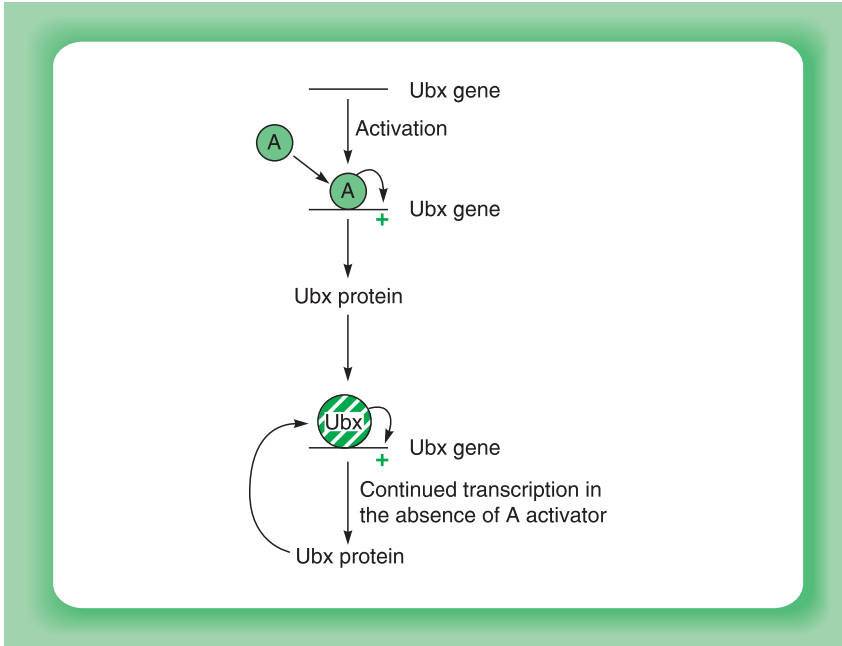 Ubx gene
Activation
A
A
Ubx gene
+
Ubx protein
Ubx
Ubx gene
+
Continued transcription in
the absence of A activator
Ubx protein